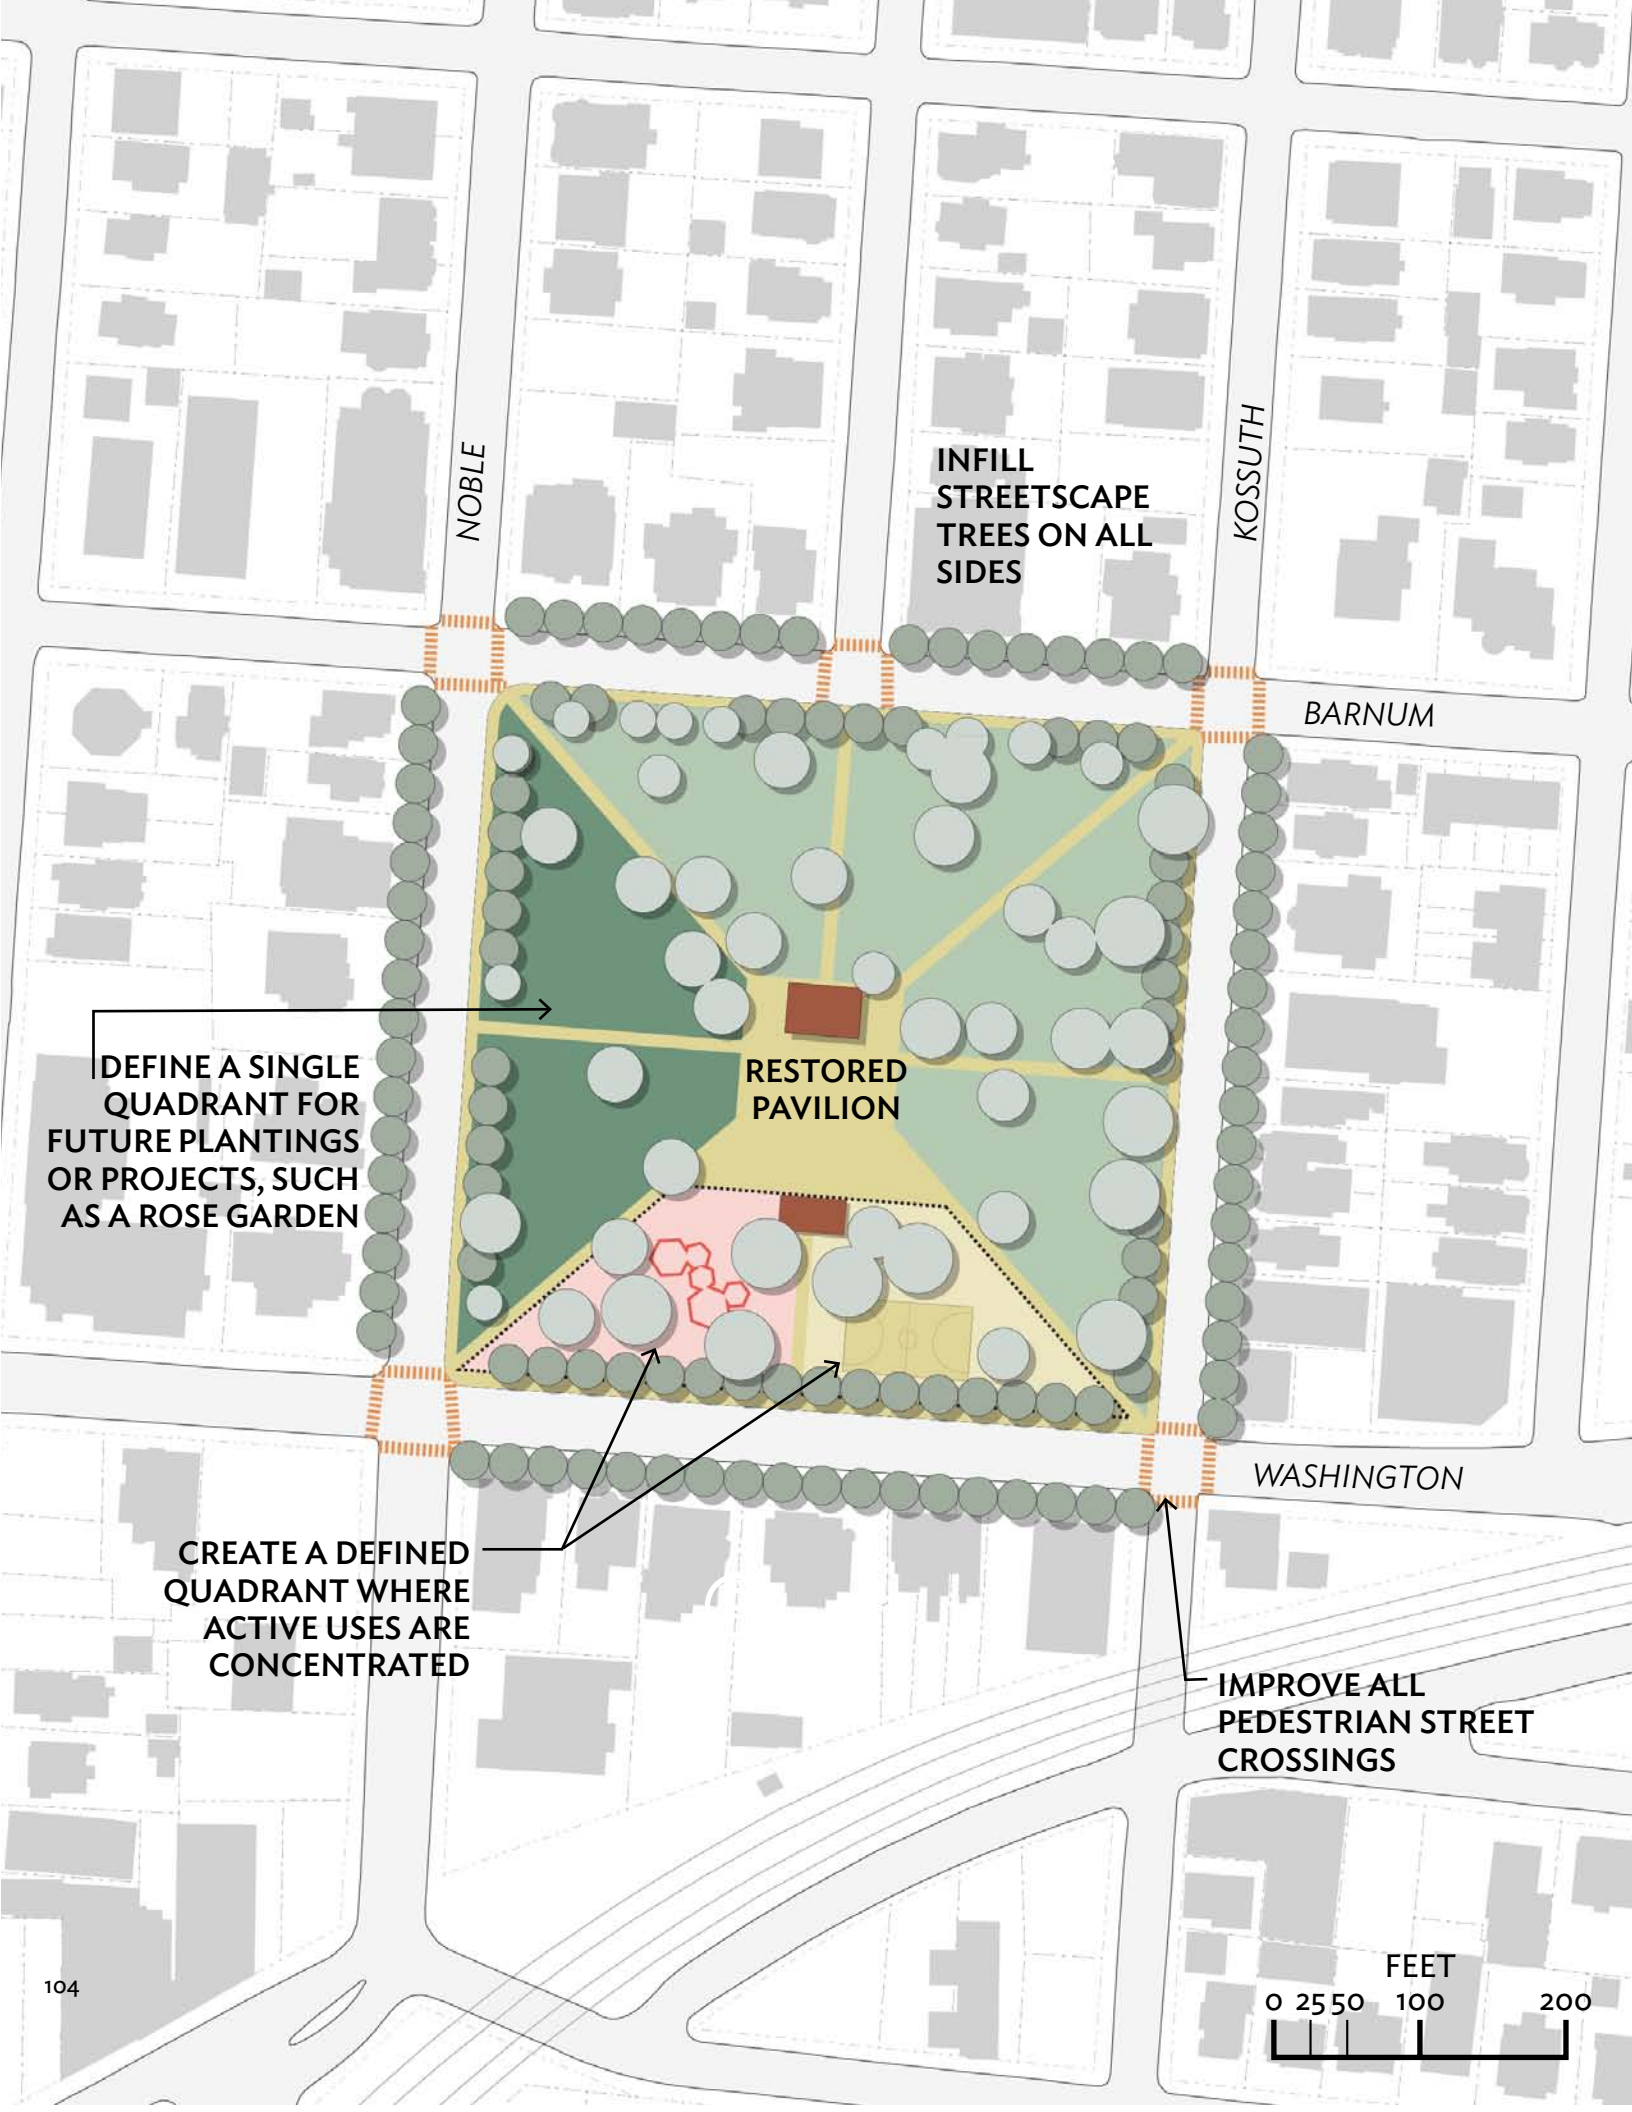 NOBLE
KOSSUTH
INFILL
STREETSCAPE
TREES ON ALL
SIDES
BARNUM
DEFINE A SINGLE
QUADRANT FOR
FUTURE PLANTINGS
OR PROJECTS, SUCH
AS A ROSE GARDEN
RESTORED
PAVILION
WASHINGTON
CREATE A DEFINED
QUADRANT WHERE
ACTIVE USES ARE
CONCENTRATED
IMPROVE ALL
PEDESTRIAN STREET
CROSSINGS
104
FEET
0 25 50 100 200